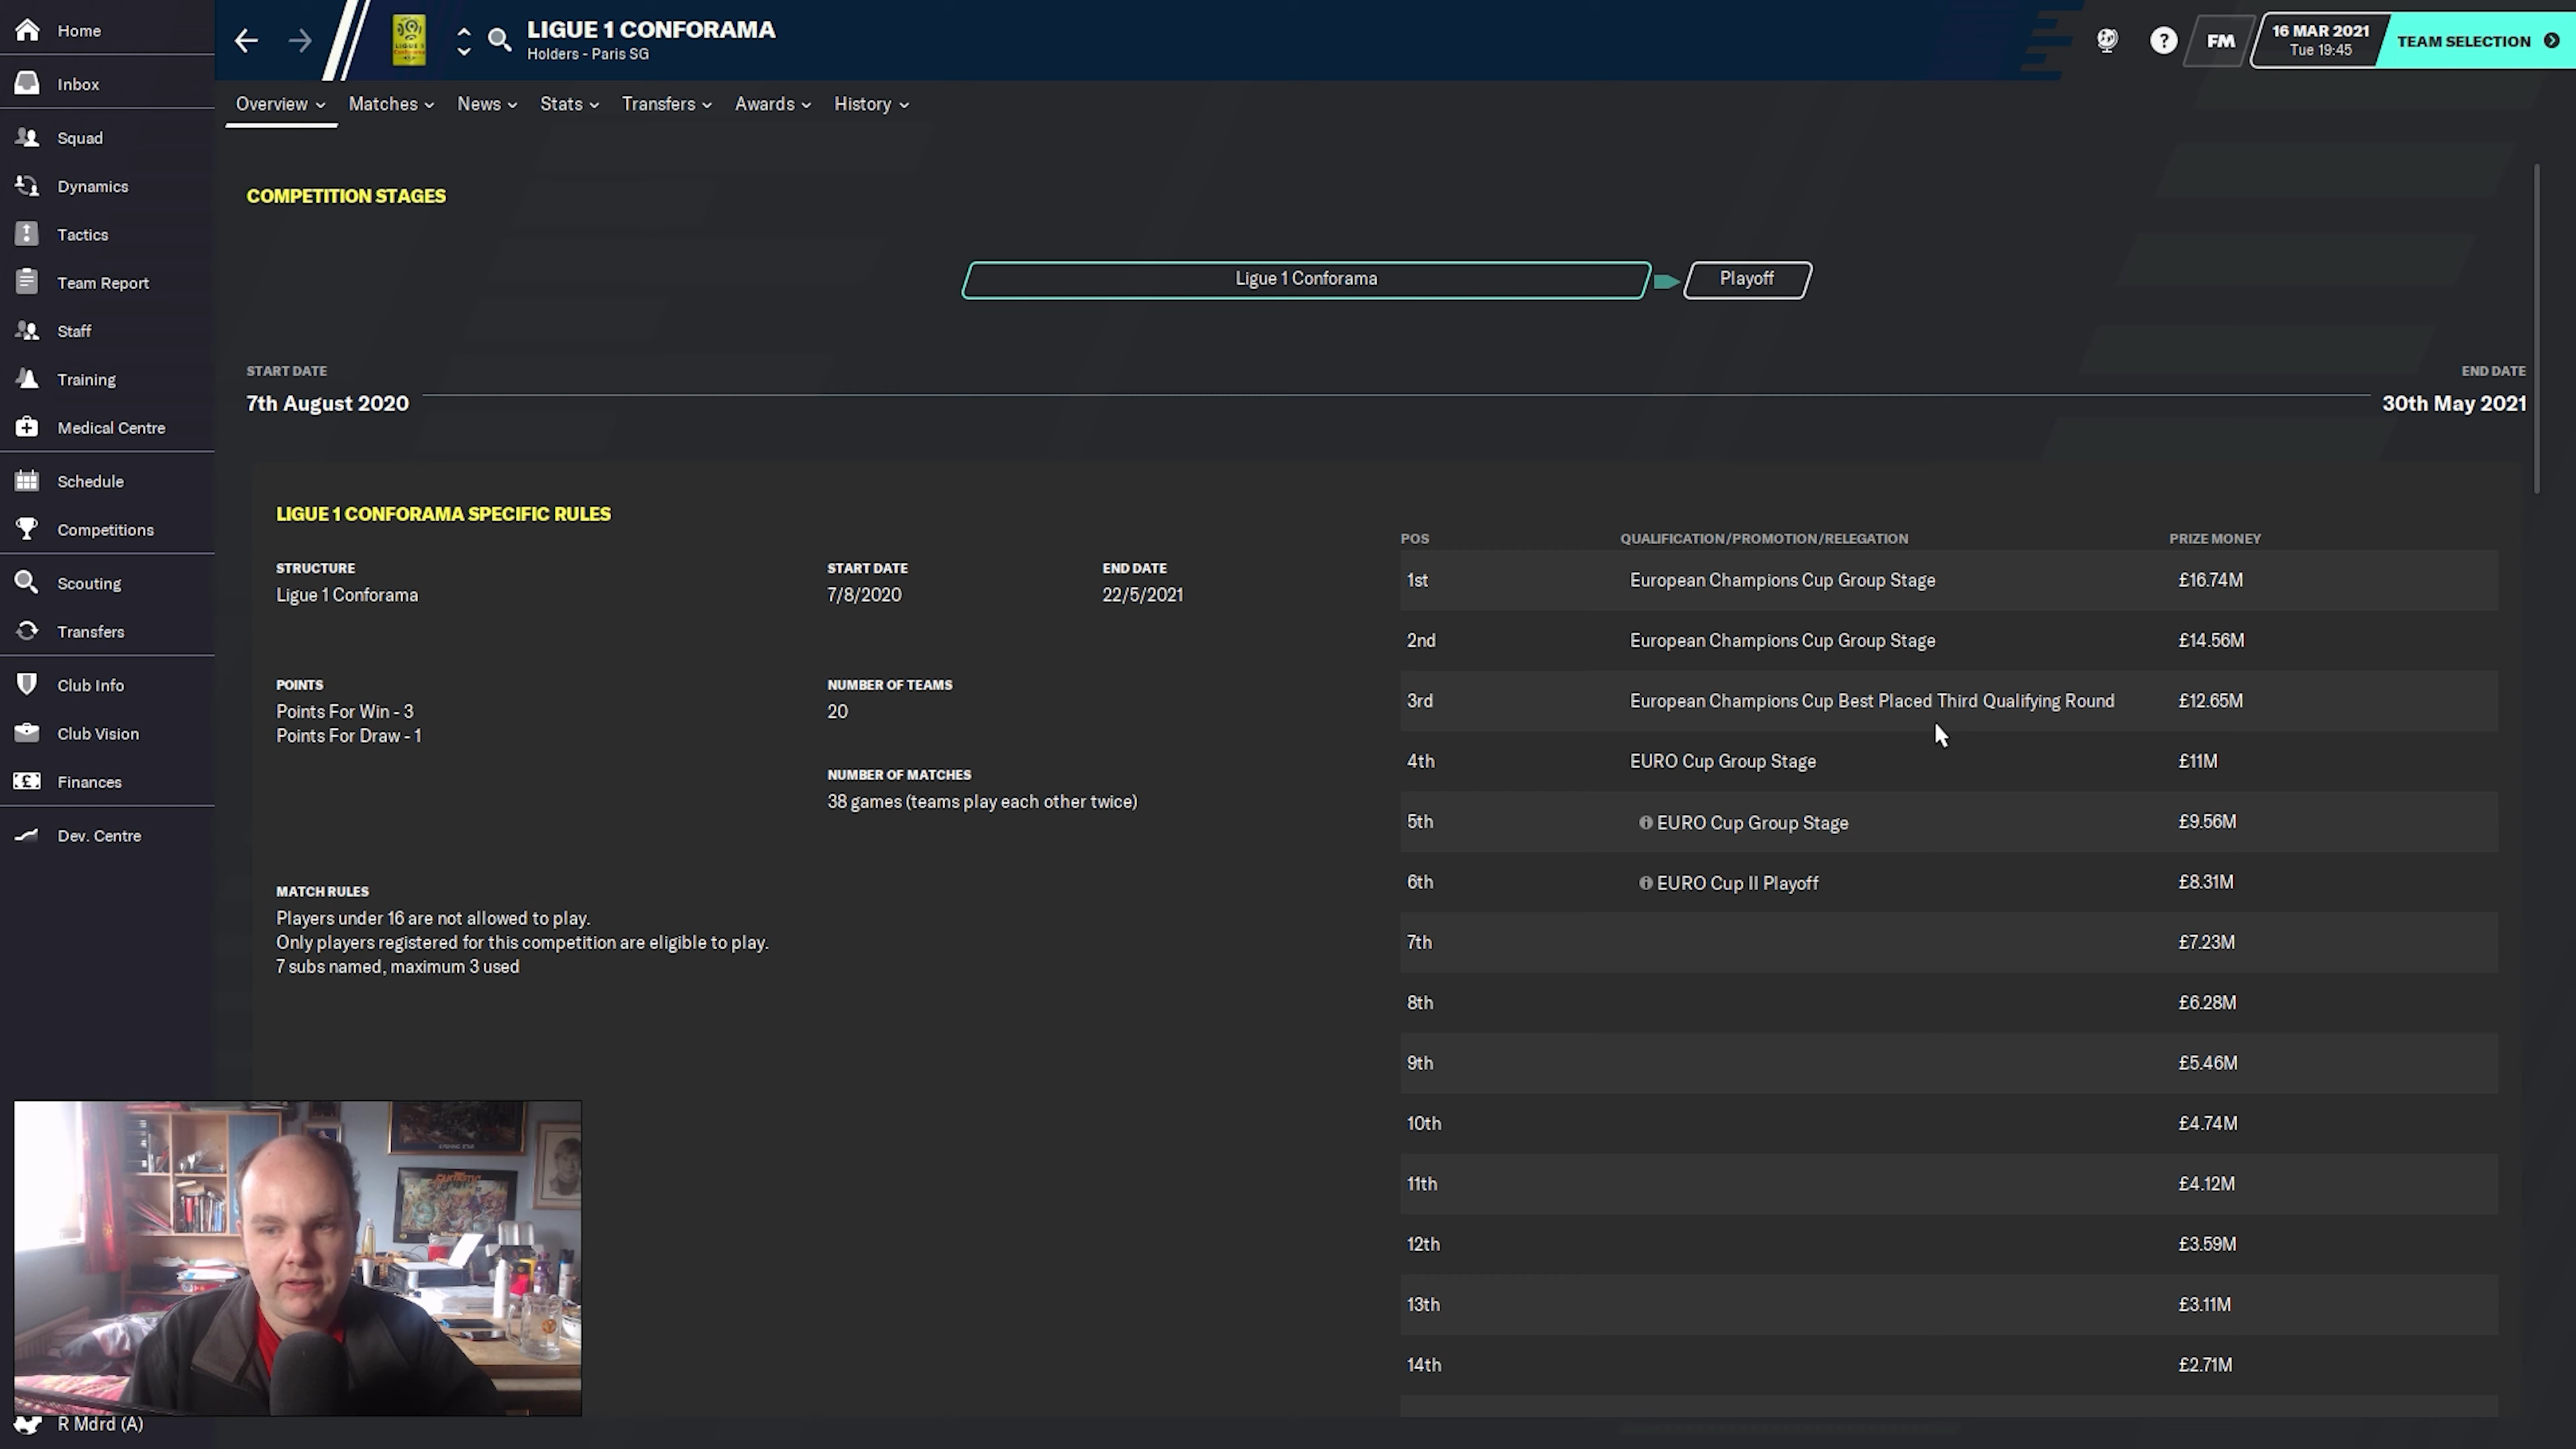 Home
Inbox
Squad
Dynamics
Tactics
Team Report
Staff
Training
Medical Centre
Schedule
Competitions
Scouting
Transfers
Club Info
Club Vision
Finances
Dev. Centre
R Mdrd (A)
LIGUE 1 CONFORAMA
Holders - Paris SG
?
FM
16 MAR 2021
Tue 19:45
TEAM SELECTION
Overview Matches News Stats Transfers Awards History
COMPETITION STAGES
Ligue 1 Conforama Playoff
START DATE
7th August 2020
END DATE
30th May 2021
LIGUE 1 CONFORAMA SPECIFIC RULES
STRUCTURE
Ligue 1 Conforama
START DATE
7/8/2020
END DATE
22/5/2021
POINTS
Points For Win - 3
Points For Draw - 1
NUMBER OF TEAMS
20
NUMBER OF MATCHES
38 games (teams play each other twice)
MATCH RULES
Players under 16 are not allowed to play.
Only players registered for this competition are eligible to play.
7 subs named, maximum 3 used
POS QUALIFICATION/PROMOTION/RELEGATION PRIZE MONEY
1st European Champions Cup Group Stage £16.74M
2nd European Champions Cup Group Stage £14.56M
3rd European Champions Cup Best Placed Third Qualifying Round £12.65M
4th EURO Cup Group Stage £11M
5th EURO Cup Group Stage £9.56M
6th EURO Cup II Playoff £8.31M
7th £7.23M
8th £6.28M
9th £5.46M
10th £4.74M
11th £4.12M
12th £3.59M
13th £3.11M
14th £2.71M